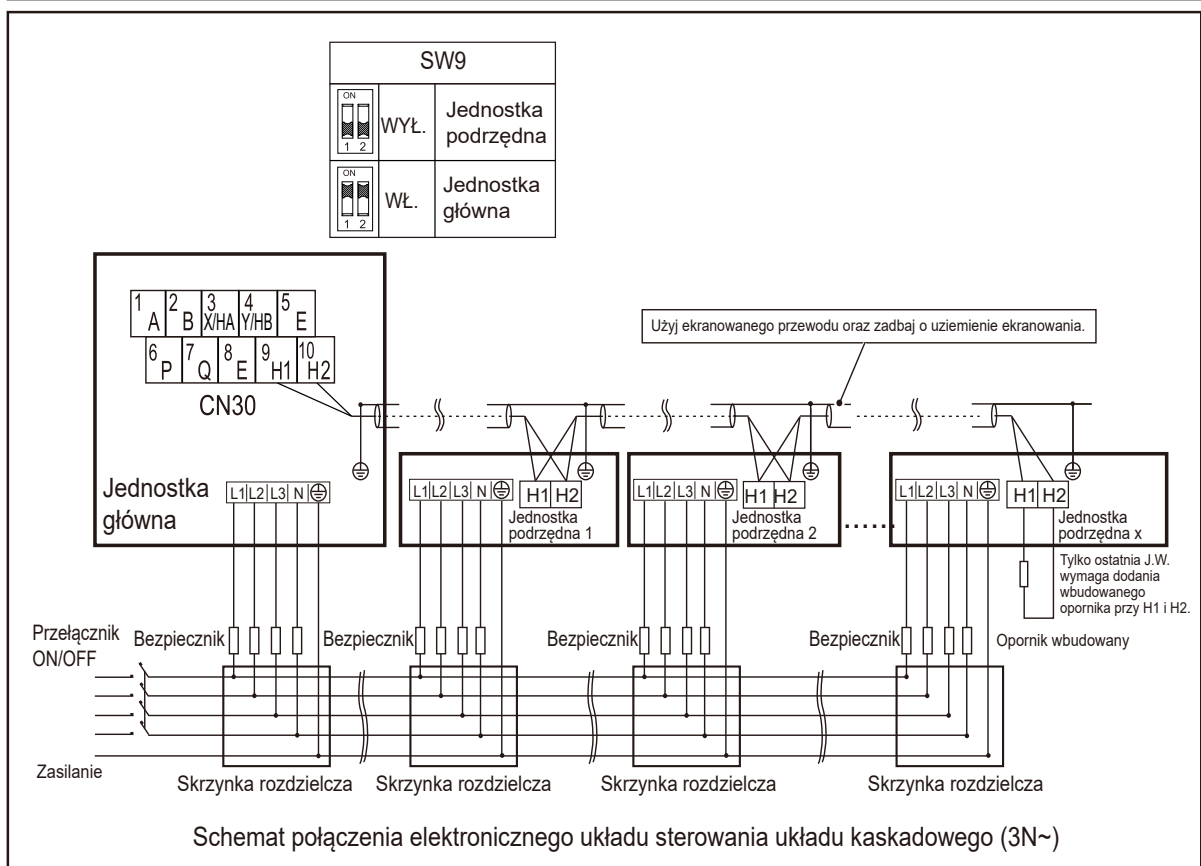 SW9
ON
1 2
WYŁ.
Jednostka
podrzędna
ON
1 2
WŁ.
Jednostka
główna
1 A
2 B
3 X/HA
4 Y/HB
5 E
6 P
7 Q
8 E
9 H1
10 H2
CN30
Użyj ekranowanego przewodu oraz zadbaj o uziemienie ekranowania.
Jednostka
główna
L1 L2 L3 N
L1 L2 L3 N
H1 H2
Jednostka
podrzędna 1
L1 L2 L3 N
H1 H2
Jednostka
podrzędna 2
......
L1 L2 L3 N
H1 H2
Jednostka
podrzędna x
Tylko ostatnia J.W.
wymaga dodania
wbudowanego
opornika przy H1 i H2.
Przełącznik
ON/OFF
Bezpiecznik
Bezpiecznik
Bezpiecznik
Bezpiecznik
Opornik wbudowany
Zasilanie
Skrzynka rozdzielcza
Skrzynka rozdzielcza
Skrzynka rozdzielcza
Skrzynka rozdzielcza
Schemat połączenia elektronicznego układu sterowania układu kaskadowego (3N~)